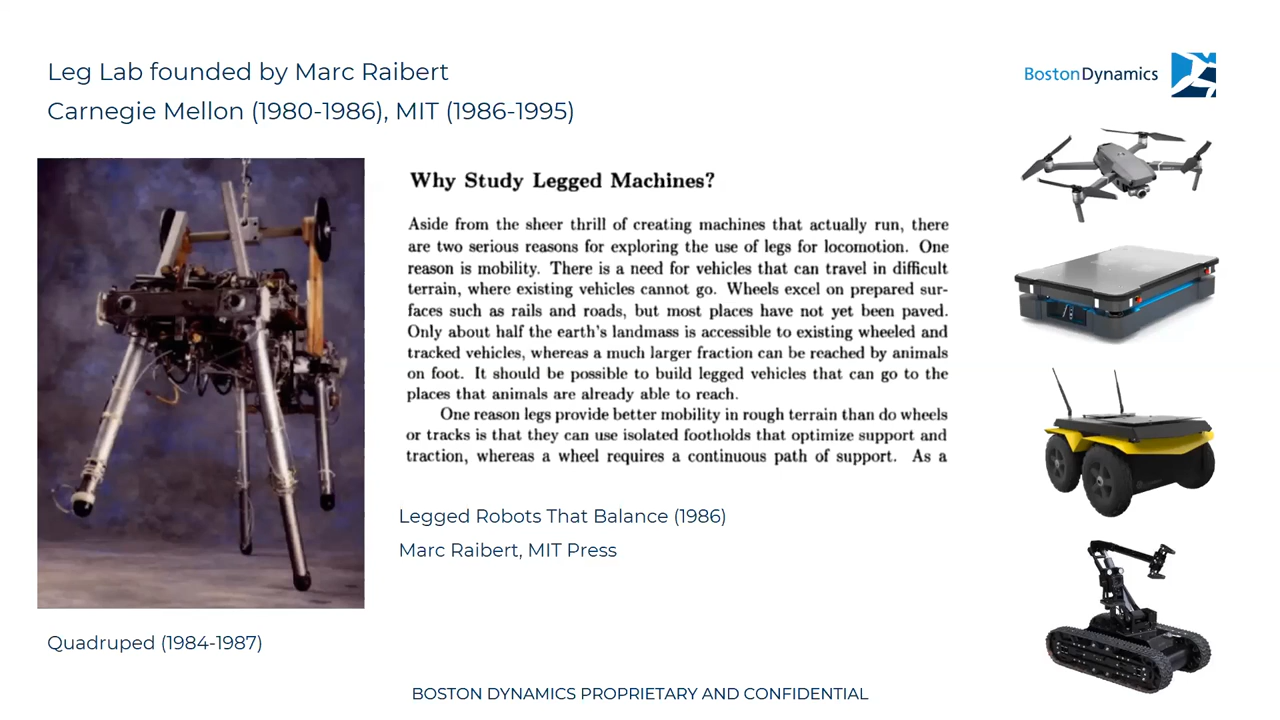 Leg Lab founded by Marc Raibert
Carnegie Mellon (1980-1986), MIT (1986-1995)
BostonDynamics
Why Study Legged Machines?
Aside from the sheer thrill of creating machines that actually run, there
are two serious reasons for exploring the use of legs for locomotion. One
reason is mobility. There is a need for vehicles that can travel in difficult
terrain, where existing vehicles cannot go. Wheels excel on prepared sur-
faces such as rails and roads, but most places have not yet been paved.
Only about half the earth's landmass is accessible to existing wheeled and
tracked vehicles, whereas a much larger fraction can be reached by animals
on foot. It should be possible to build legged vehicles that can go to the
places that animals are already able to reach.
One reason legs provide better mobility in rough terrain than do wheels
or tracks is that they can use isolated footholds that optimize support and
traction, whereas a wheel requires a continuous path of support. As a
Legged Robots That Balance (1986)
Marc Raibert, MIT Press
Quadruped (1984-1987)
BOSTON DYNAMICS PROPRIETARY AND CONFIDENTIAL